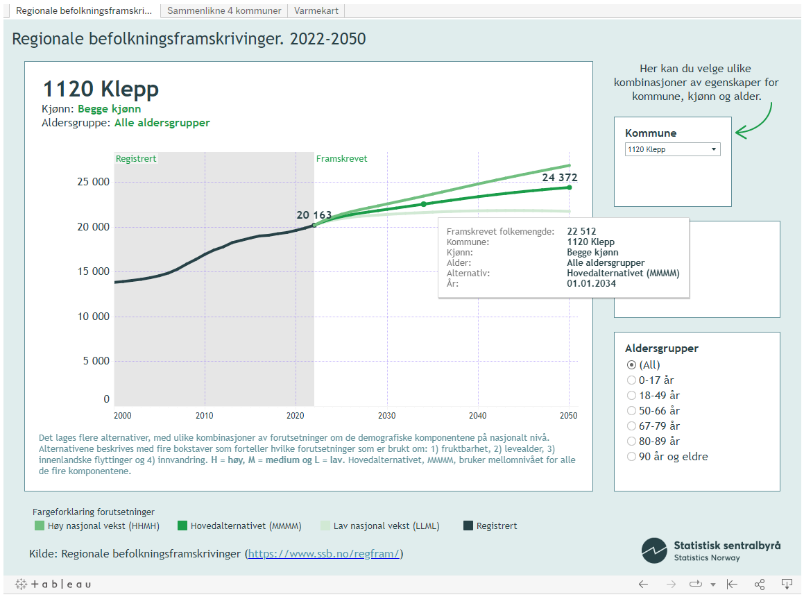 Regionale befolkningsframskri...
Sammenlikne 4 kommuner
Varmekart
Regionale befolkningsframskrivinger. 2022-2050
1120 Klepp
Kjønn: Begge kjønn
Aldersgruppe: Alle aldersgrupper
Her kan du velge ulike
kombinasjoner av egenskaper for
kommune, kjønn og alder.
Kommune
1120 Klepp
Registrert
Framskrevet
25 000
20 000
15 000
10 000
5 000
0
20 163
24 372
2000
2010
2020
2030
2040
2050
Framskrevet folkemengde: 22 512
Kommune: 1120 Klepp
Kjønn: Begge kjønn
Alder: Alle aldersgrupper
Alternativ: Hovedalternativet (MMMM)
År: 01.01.2034
Aldersgrupper
(All)
0-17 år
18-49 år
50-66 år
67-79 år
80-89 år
90 år og eldre
Det lages flere alternativer, med ulike kombinasjoner av forutsetninger om de demografiske komponentene på nasjonalt nivå.
Alternativene beskrives med fire bokstaver som forteller hvilke forutsetninger som er brukt om: 1) fruktbarhet, 2) levealder, 3)
innenlandske flyttinger og 4) innvandring. H = høy, M = medium og L = lav. Hovedalternativet, MMMM, bruker mellomnivået for alle
de fire komponentene.
Fargeforklaring forutsetninger
Høy nasjonal vekst (HHMH)
Hovedalternativet (MMMM)
Lav nasjonal vekst (LLML)
Registrert
Kilde: Regionale befolkningsframskrivinger (https://www.ssb.no/regfram/)
Statistisk sentralbyrå
Statistics Norway
+ a b | e a u